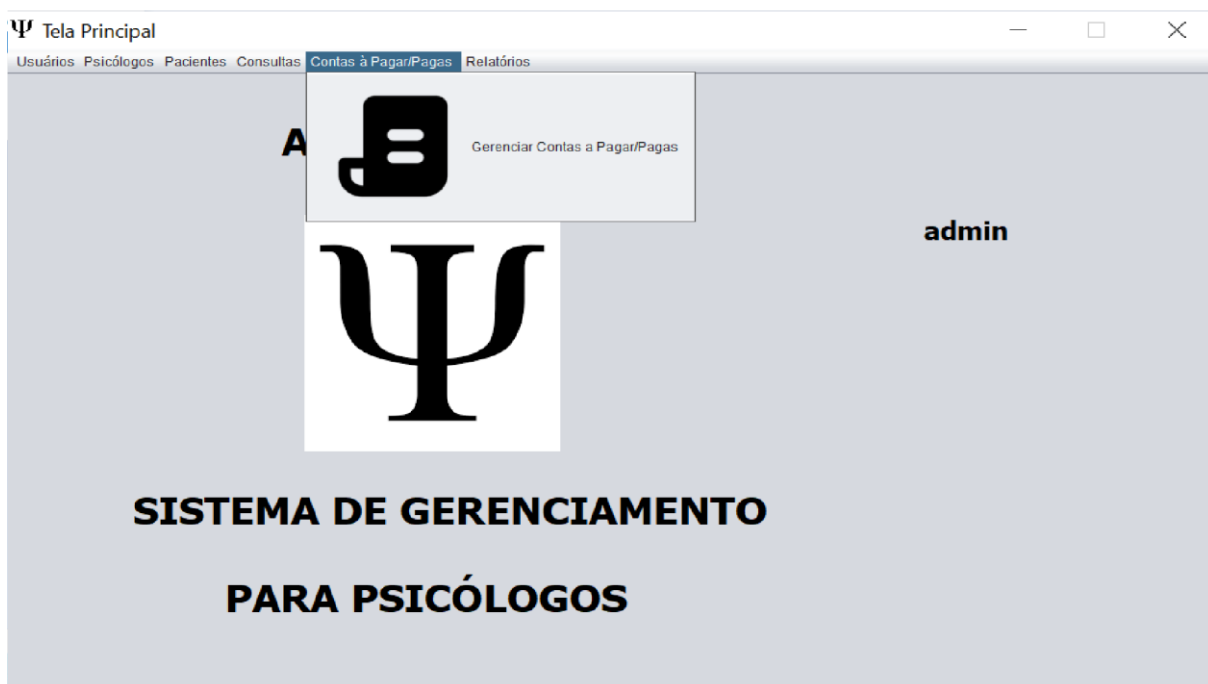 Ψ Tela Principal
Usuários Psicólogos Pacientes Consultas Contas à Pagar/Pagas Relatórios
Gerenciar Contas a Pagar/Pagas
admin
Ψ
SISTEMA DE GERENCIAMENTO
PARA PSICÓLOGOS